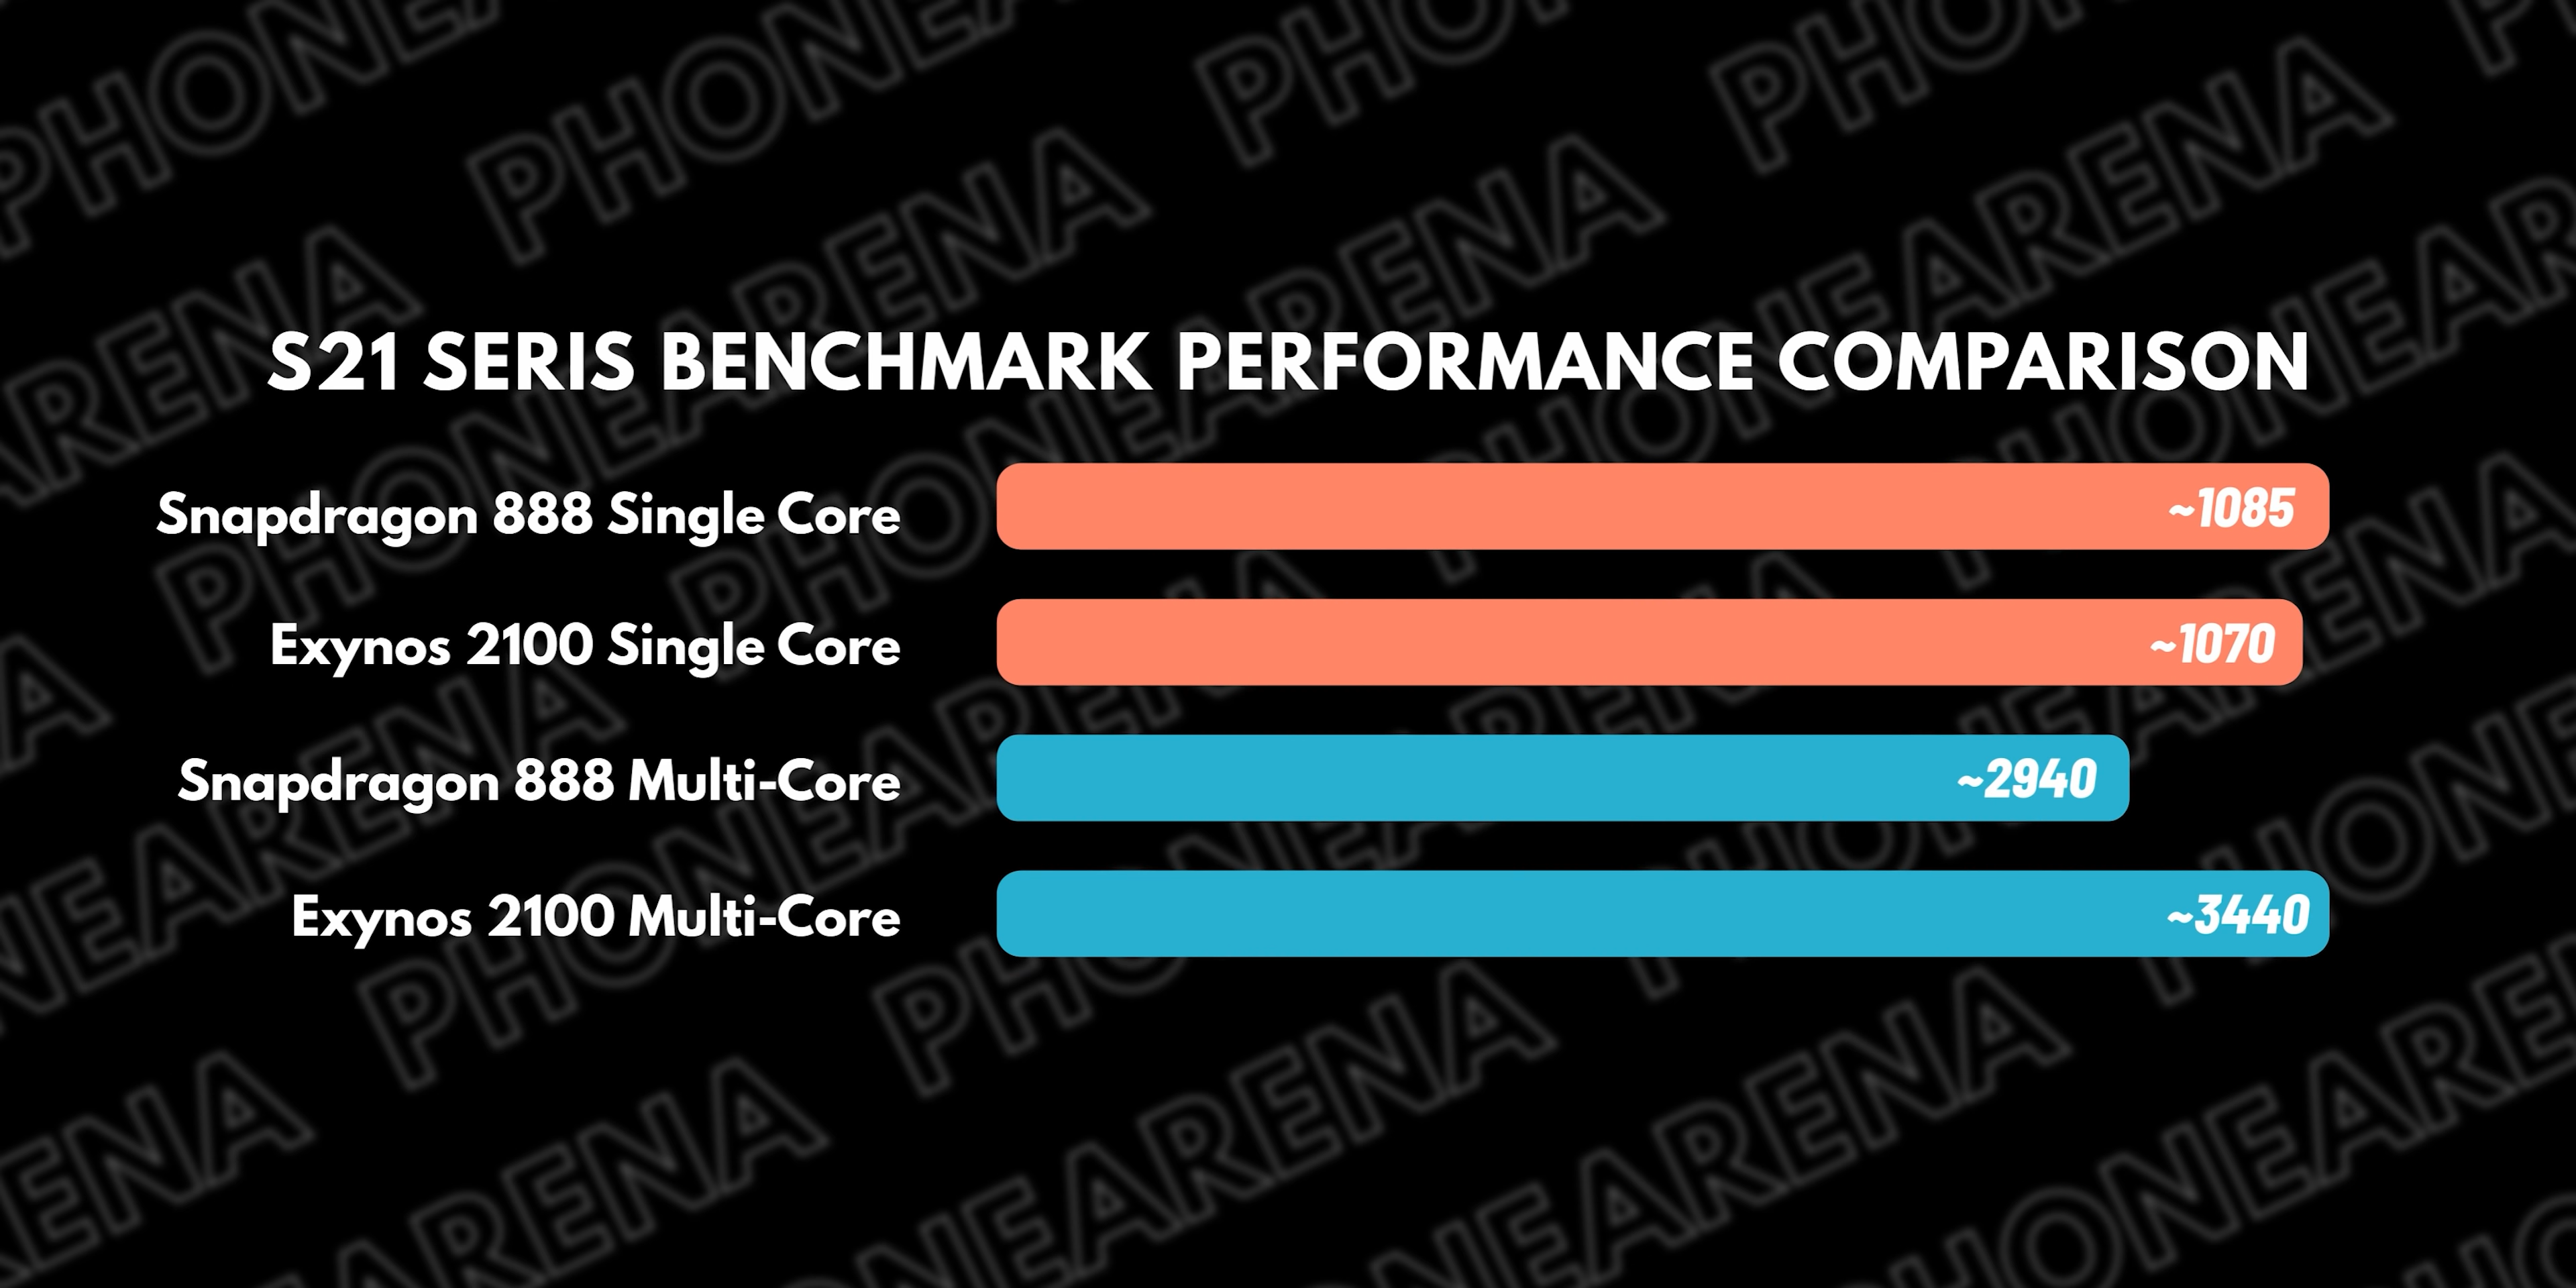 S21 SERIS BENCHMARK PERFORMANCE COMPARISON
Snapdragon 888 Single Core ~1085
Exynos 2100 Single Core ~1070
Snapdragon 888 Multi-Core ~2940
Exynos 2100 Multi-Core ~3440
PHONEARENA